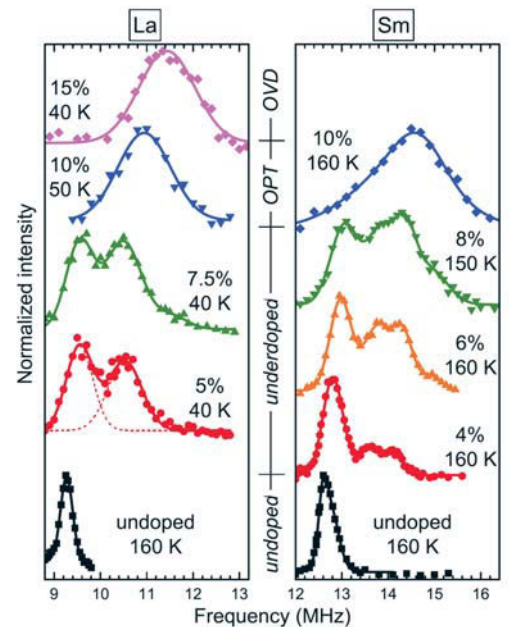 La
Sm
Normalized intensity
15%
40 K
10%
50 K
7.5%
40 K
5%
40 K
undoped
160 K
OVD
OPT
underdoped
undoped
10%
160 K
8%
150 K
6%
160 K
4%
160 K
undoped
160 K
9 10 11 12 13
12 13 14 15 16
Frequency (MHz)